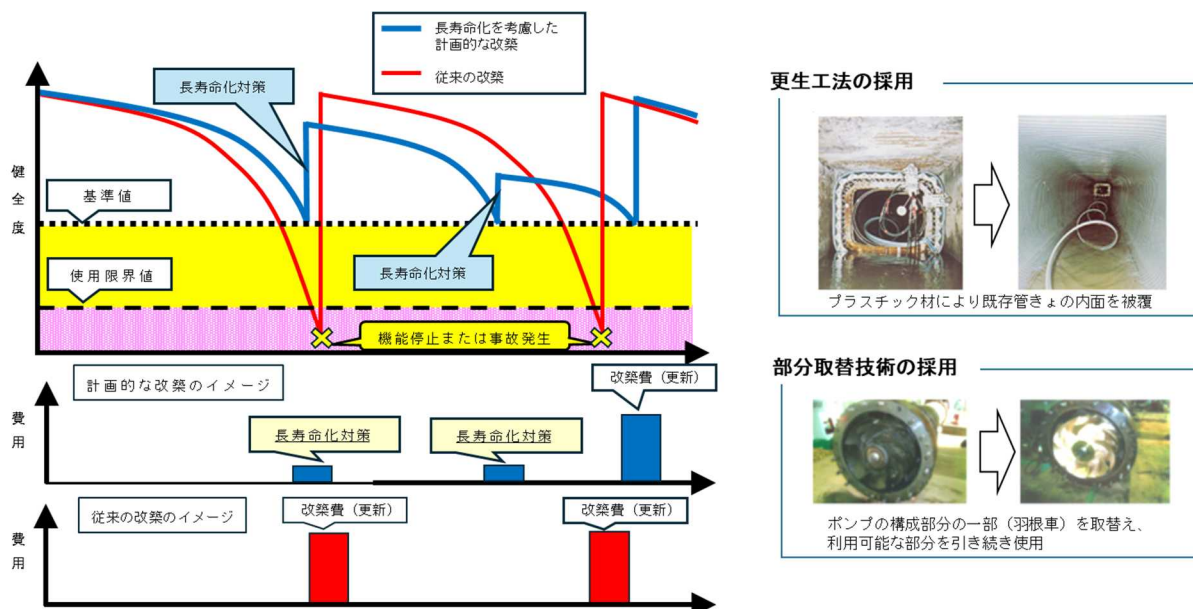 長寿命化を考慮した
計画的な改築
従来の改築
長寿命化対策
健全度
基準値
使用限界値
長寿命化対策
機能停止または事故発生
計画的な改築のイメージ
改築費（更新）
費用
長寿命化対策
長寿命化対策
従来の改築のイメージ
改築費（更新）
改築費（更新）
費用
更生工法の採用
プラスチック材により既存管きょの内面を被覆
部分取替技術の採用
ポンプの構成部分の一部（羽根車）を取替え、
利用可能な部分を引き続き使用